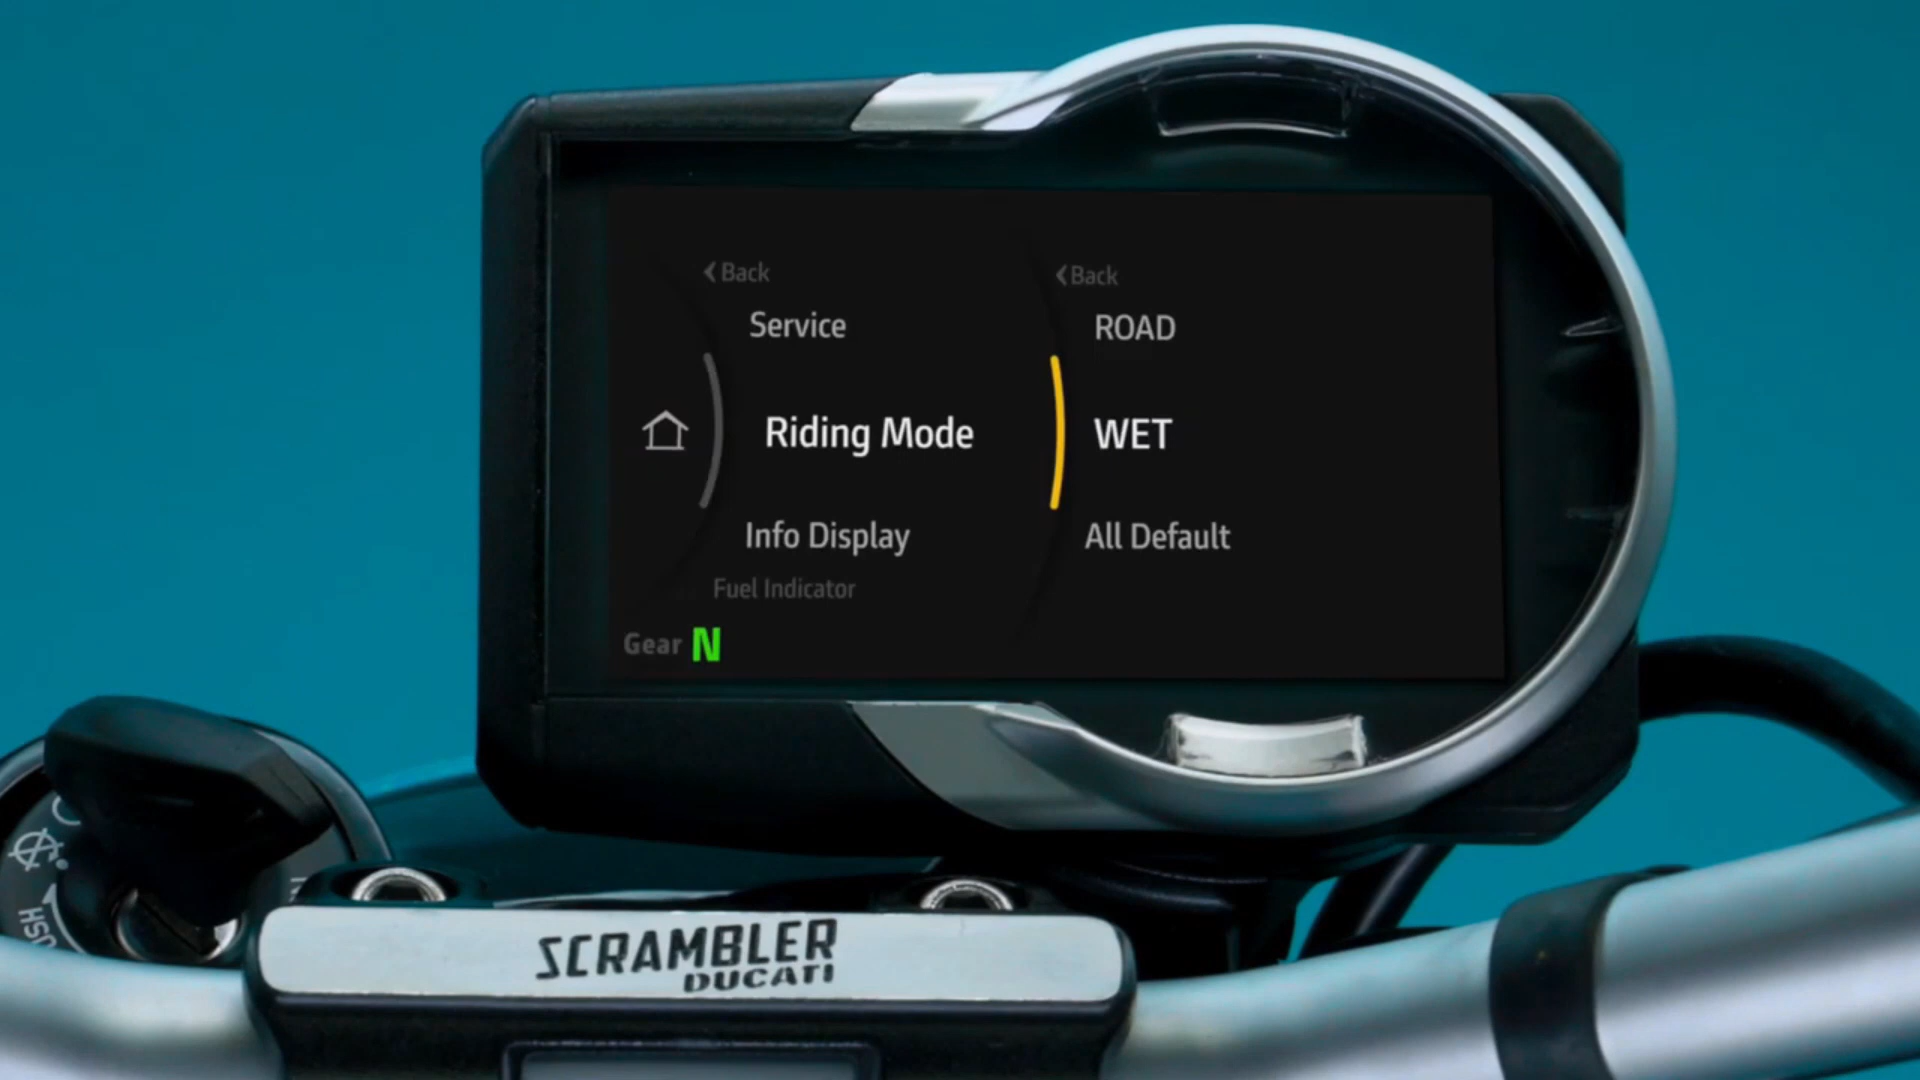 Back
Service
Riding Mode
Info Display
Fuel Indicator
Gear N
Back
ROAD
WET
All Default
SCRAMBLER
DUCATI